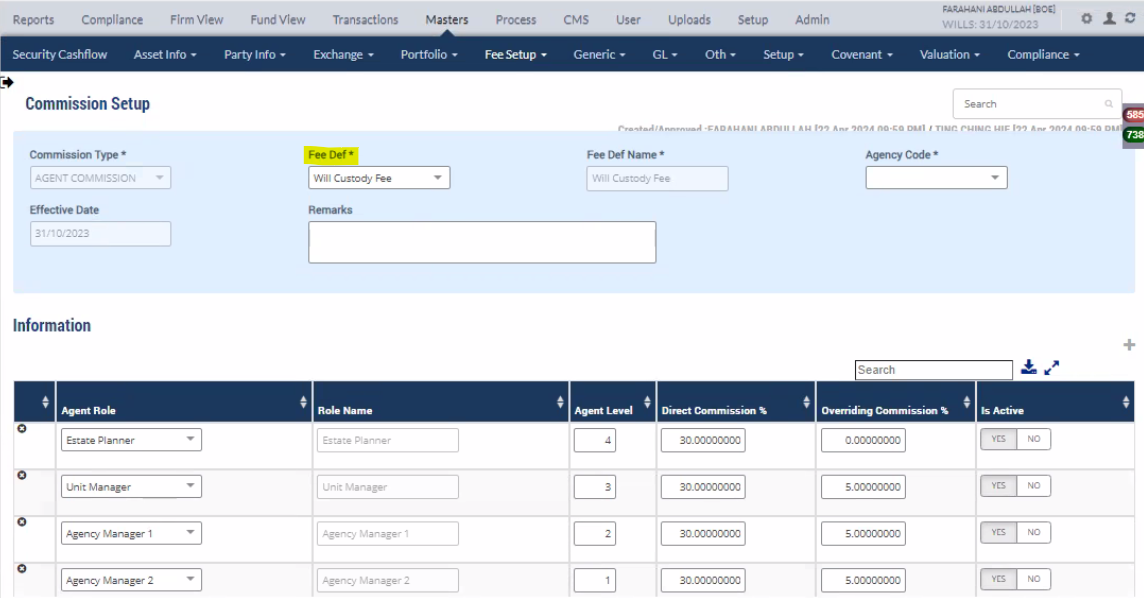 Reports Compliance Firm View Fund View Transactions Masters Process CMS User Uploads Setup Admin
FARAHANI ABDULLAH [BOE]
WILLS: 31/10/2023
Security Cashflow Asset Info Party Info Exchange Portfolio Fee Setup Generic GL Oth Setup Covenant Valuation Compliance
Commission Setup
Search
585
Created/Approved :FARAHANI ABDULLAH [22 Apr 2024 09:59 PM] / TING CHING HIE [22 Apr 2024 09:59 PM]
738
Commission Type * Fee Def * Fee Def Name * Agency Code *
AGENT COMMISSION Will Custody Fee Will Custody Fee
Effective Date Remarks
31/10/2023
Information
Search
Agent Role Role Name Agent Level Direct Commission % Overriding Commission % Is Active
Estate Planner Estate Planner 4 30.00000000 0.00000000 YES NO
Unit Manager Unit Manager 3 30.00000000 5.00000000 YES NO
Agency Manager 1 Agency Manager 1 2 30.00000000 5.00000000 YES NO
Agency Manager 2 Agency Manager 2 1 30.00000000 5.00000000 YES NO